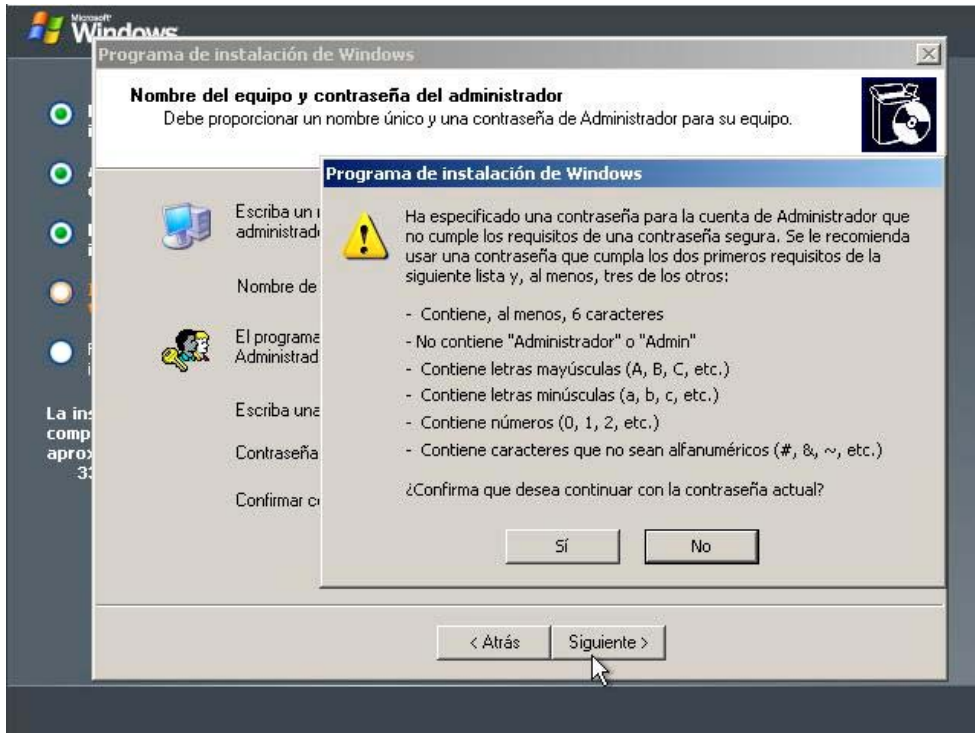 Microsoft
Windows
Programa de instalación de Windows
Nombre del equipo y contraseña del administrador
Debe proporcionar un nombre único y una contraseña de Administrador para su equipo.
Programa de instalación de Windows
Ha especificado una contraseña para la cuenta de Administrador que
no cumple los requisitos de una contraseña segura. Se le recomienda
usar una contraseña que cumpla los dos primeros requisitos de la
siguiente lista y, al menos, tres de los otros:
- Contiene, al menos, 6 caracteres
- No contiene "Administrador" o "Admin"
- Contiene letras mayúsculas (A, B, C, etc.)
- Contiene letras minúsculas (a, b, c, etc.)
- Contiene números (0, 1, 2, etc.)
- Contiene caracteres que no sean alfanuméricos (#, &, ~, etc.)
¿Confirma que desea continuar con la contraseña actual?
Sí
No
Escriba un
Nombre de
El programa
Escriba una
Contraseña
Confirmar
La
< Atrás
Siguiente >